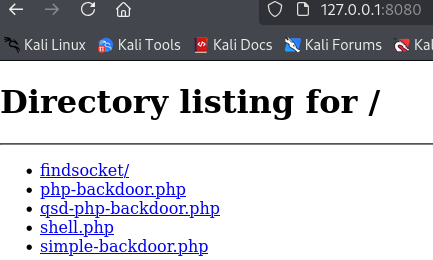 127.0.0.1:8080
Kali Linux Kali Tools Kali Docs Kali Forums Kal
Directory listing for /
findsocket/
php-backdoor.php
qsd-php-backdoor.php
shell.php
simple-backdoor.php